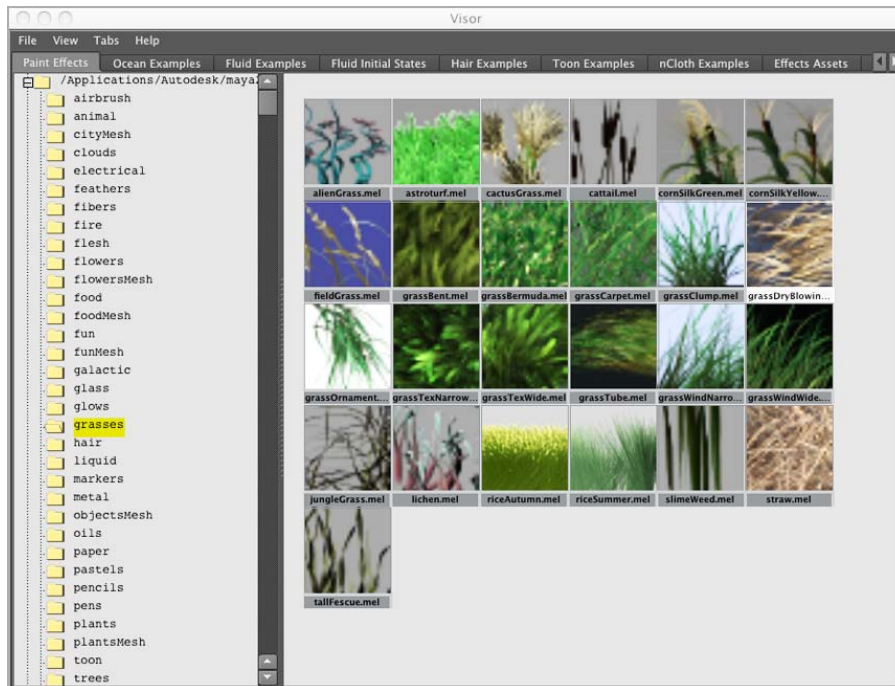 Visor
File View Tabs Help
Paint Effects Ocean Examples Fluid Examples Fluid Initial States Hair Examples Toon Examples nCloth Examples Effects Assets
/Applications/Autodesk/maya2
airbrush
animal
cityMesh
clouds
electrical
feathers
fibers
fire
flesh
flowers
flowersMesh
food
foodMesh
fun
funMesh
galactic
glass
glows
grasses
hair
liquid
markers
metal
objectsMesh
oils
paper
pastels
pencils
pens
plants
plantsMesh
toon
trees
alienGrass.mel astroturf.mel cactusGrass.mel cattail.mel cornSilkGreen.mel cornSilkYellow....
fieldGrass.mel grassBent.mel grassBermuda.mel grassCarpet.mel grassClump.mel grassDryBlowin...
grassOrnament.... grassTexNarrow... grassTexWide.mel grassTube.mel grassWindNarro... grassWindWide....
jungleGrass.mel lichen.mel riceAutumn.mel riceSummer.mel slimeWeed.mel straw.mel
tallFescue.mel